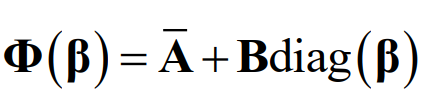 𝚽(𝛃) = A̅ + 𝐁diag(𝛃)